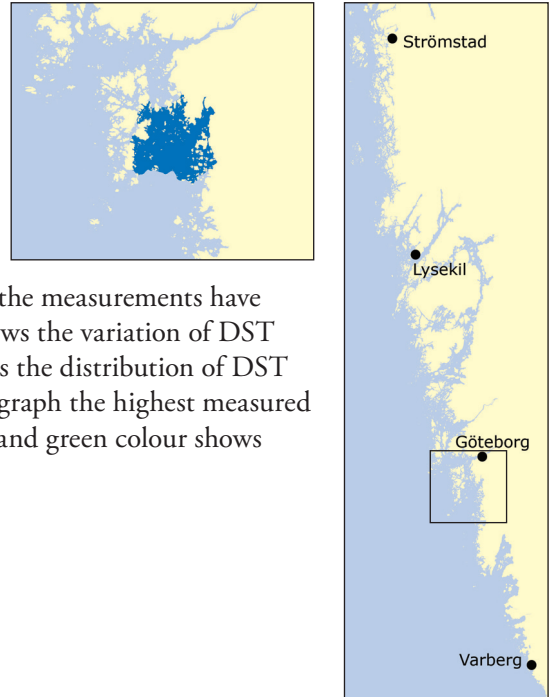 Strömstad
Lysekil
the measurements have
ws the variation of DST
s the distribution of DST
graph the highest measured
and green colour shows
Göteborg
Varberg